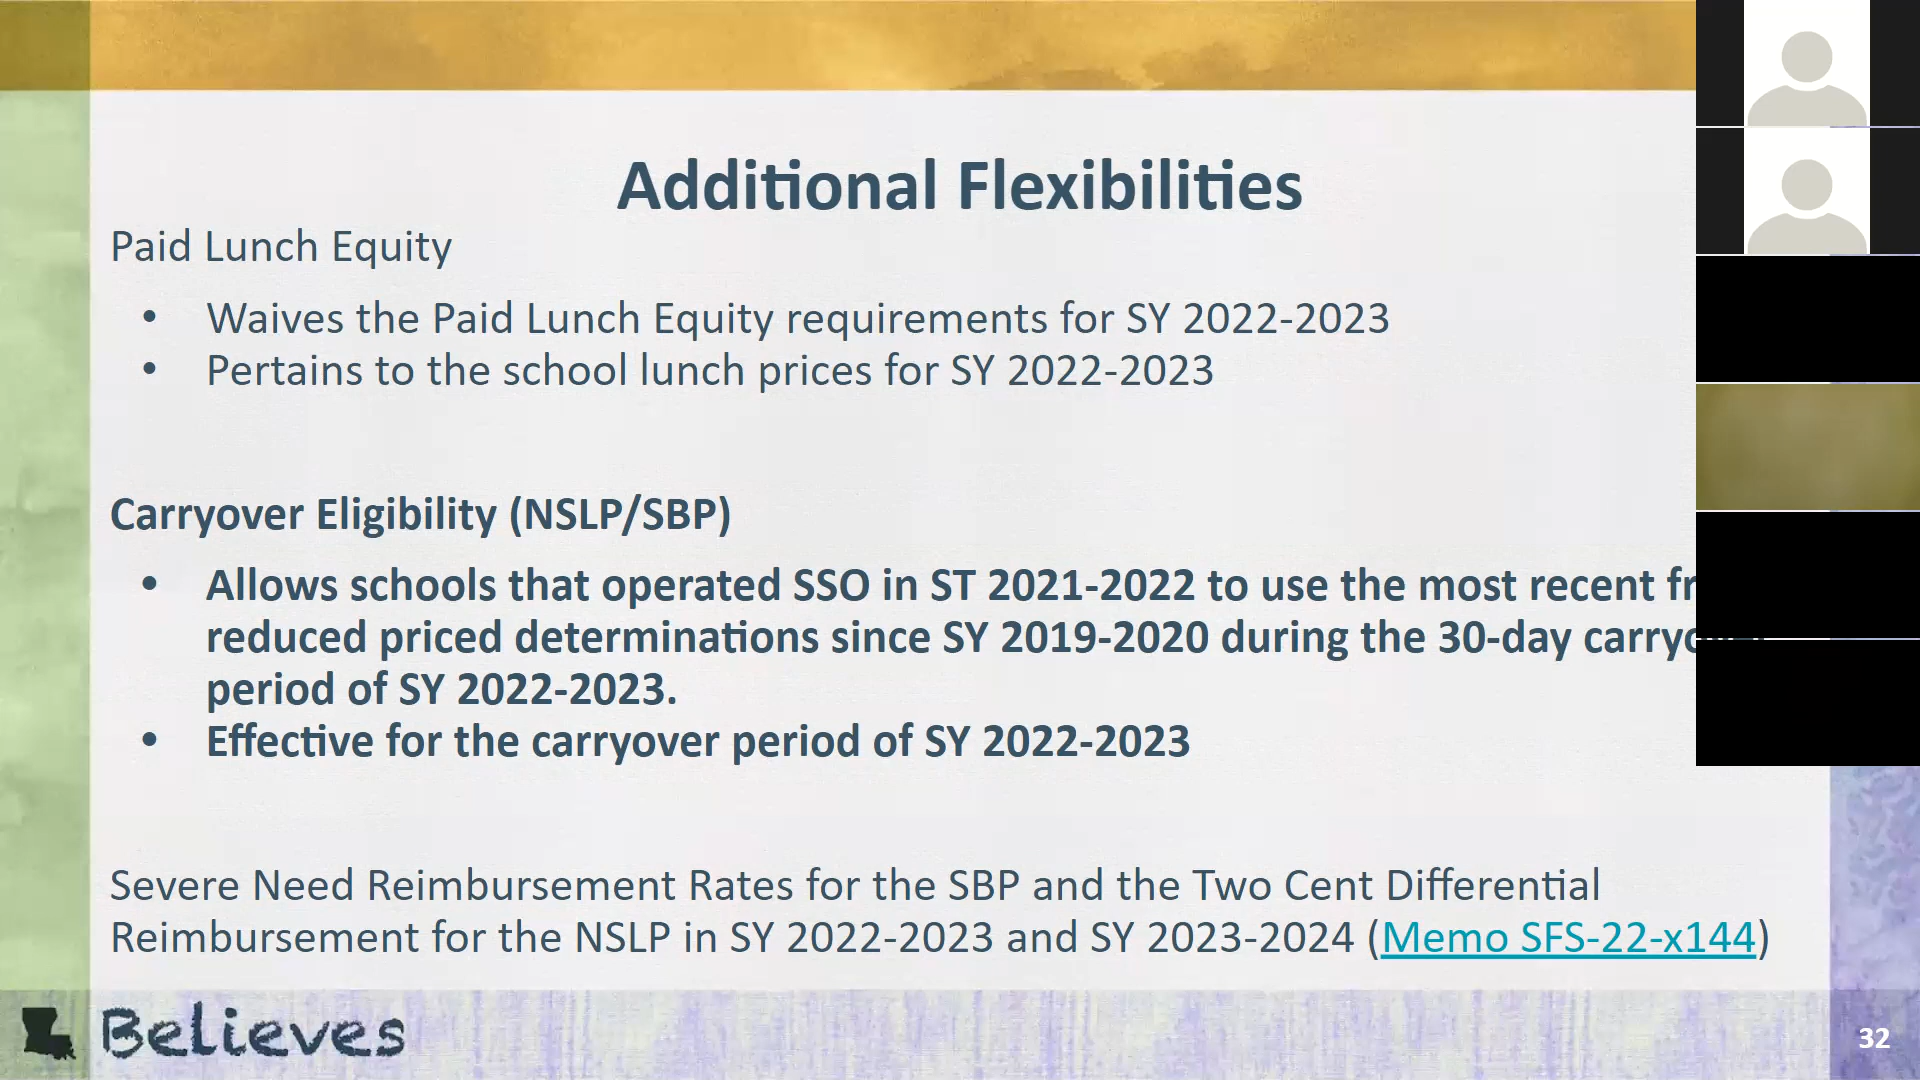 Additional Flexibilities
Paid Lunch Equity
• Waives the Paid Lunch Equity requirements for SY 2022-2023
• Pertains to the school lunch prices for SY 2022-2023
Carryover Eligibility (NSLP/SBP)
• Allows schools that operated SSO in ST 2021-2022 to use the most recent
reduced priced determinations since SY 2019-2020 during the 30-day
period of SY 2022-2023.
• Effective for the carryover period of SY 2022-2023
Severe Need Reimbursement Rates for the SBP and the Two Cent Differential
Reimbursement for the NSLP in SY 2022-2023 and SY 2023-2024 (Memo SFS-22-x144)
Believes
32